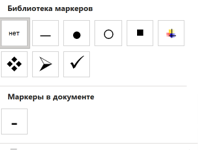 Библиотека маркеров
нет
Маркеры в документе